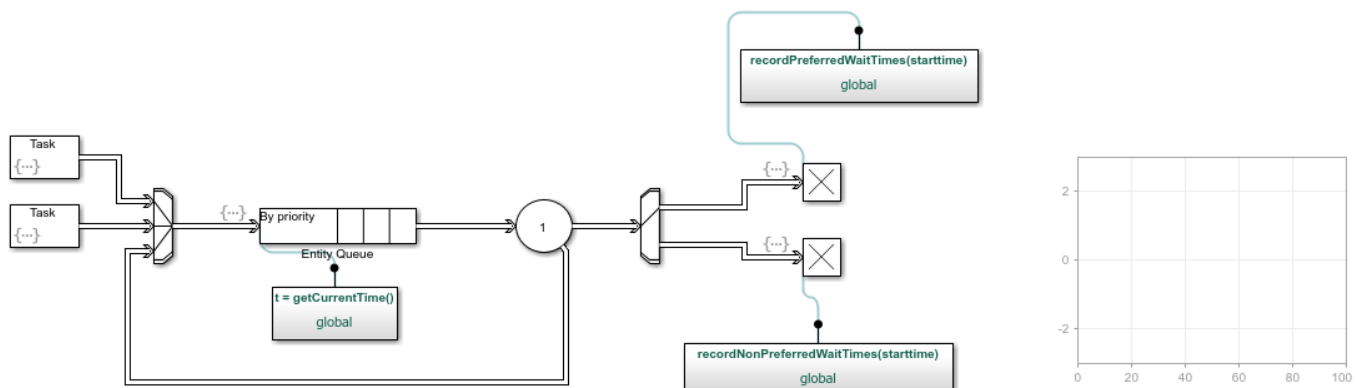 recordPreferredWaitTimes(starttime)
global
Task
{...}
{...}
Task
{...}
{...}
By priority
1
{...}
Entity Queue
t = getCurrentTime()
global
recordNonPreferredWaitTimes(starttime)
global
2
0
-2
0 20 40 60 80 100